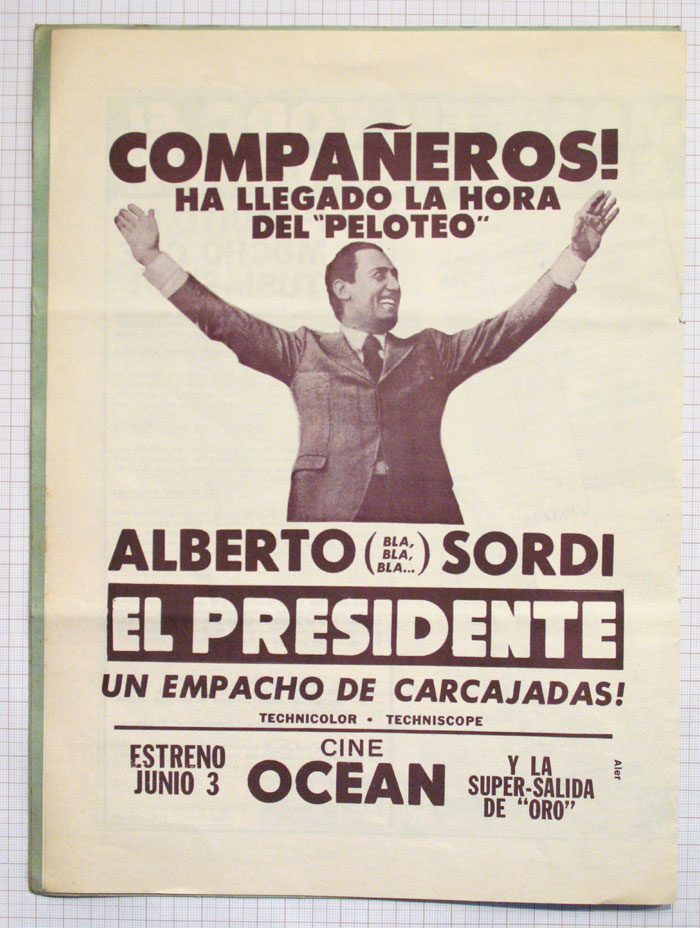 COMPAÑEROS!
HA LLEGADO LA HORA
DEL "PELOTEO"
ALBERTO (BLA, BLA, BLA...) SORDI
EL PRESIDENTE
UN EMPACHO DE CARCAJADAS!
TECHNICOLOR • TECHNISCOPE
ESTRENO
JUNIO 3
CINE
OCEAN
Y LA
SUPER-SALIDA
DE "ORO"
Aler